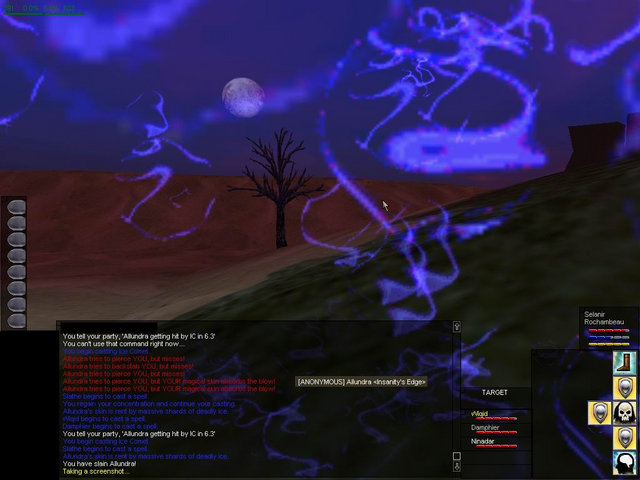 Selanir
Rochambeau
You tell your party, 'Allundra getting hit by IC in 6.3'
You can't use that command right now...
You begin casting Ice Comet.
Allundra tries to pierce YOU, but misses!
Allundra tries to backstab YOU, but misses!
Allundra tries to pierce YOU, but misses!
Allundra tries to pierce YOU, but YOUR magical skin absorbs the blow!
Allundra tries to pierce YOU, but YOUR magical skin absorbs the blow!
Slathe begins to cast a spell.
You regain your concentration and continue your casting.
Allundra's skin is rent by massive shards of deadly ice.
begins to cast a spell.
Damphier begins to cast a spell.
You tell your party, 'Allundra getting hit by IC in 6.3'
You begin casting Ice Comet.
Slathe begins to cast a spell.
Allundra's skin is rent by massive shards of deadly ice.
You have slain Allundra!
Taking a screenshot...
[ANONYMOUS] Allundra <Insanity's Edge>
TARGET
Damphier
Ninadar